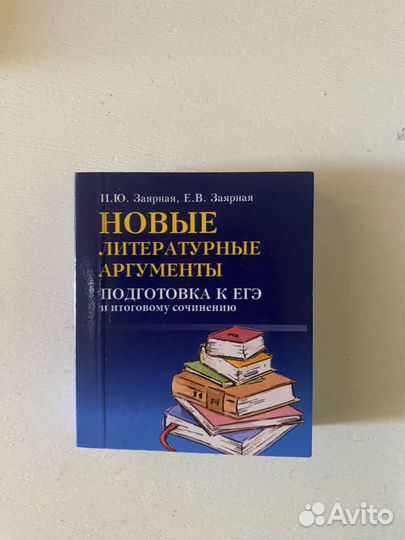 И.Ю. Заярная, Е.В. Заярная
НОВЫЕ
ЛИТЕРАТУРНЫЕ
АРГУМЕНТЫ
ПОДГОТОВКА К ЕГЭ
и итоговому сочинению
Avito